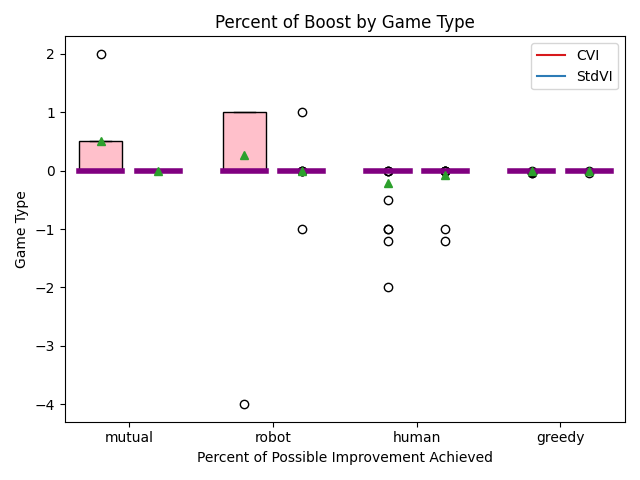 Percent of Boost by Game Type
CVI
StdVI
Game Type
2
1
0
−1
−2
−3
−4
mutual
robot
human
greedy
Percent of Possible Improvement Achieved